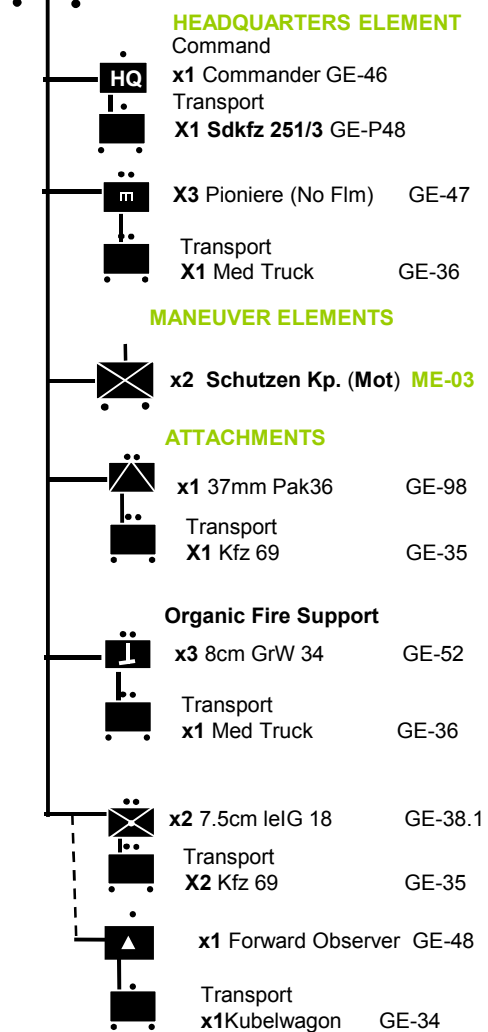 HEADQUARTERS ELEMENT
Command
HQ x1 Commander GE-46
Transport
X1 Sdkfz 251/3 GE-P48
X3 Pioniere (No Flm) GE-47
Transport
X1 Med Truck GE-36
MANEUVER ELEMENTS
x2 Schutzen Kp. (Mot) ME-03
ATTACHMENTS
x1 37mm Pak36 GE-98
Transport
X1 Kfz 69 GE-35
Organic Fire Support
x3 8cm GrW 34 GE-52
Transport
x1 Med Truck GE-36
x2 7.5cm leIG 18 GE-38.1
Transport
X2 Kfz 69 GE-35
x1 Forward Observer GE-48
Transport
x1Kubelwagon GE-34